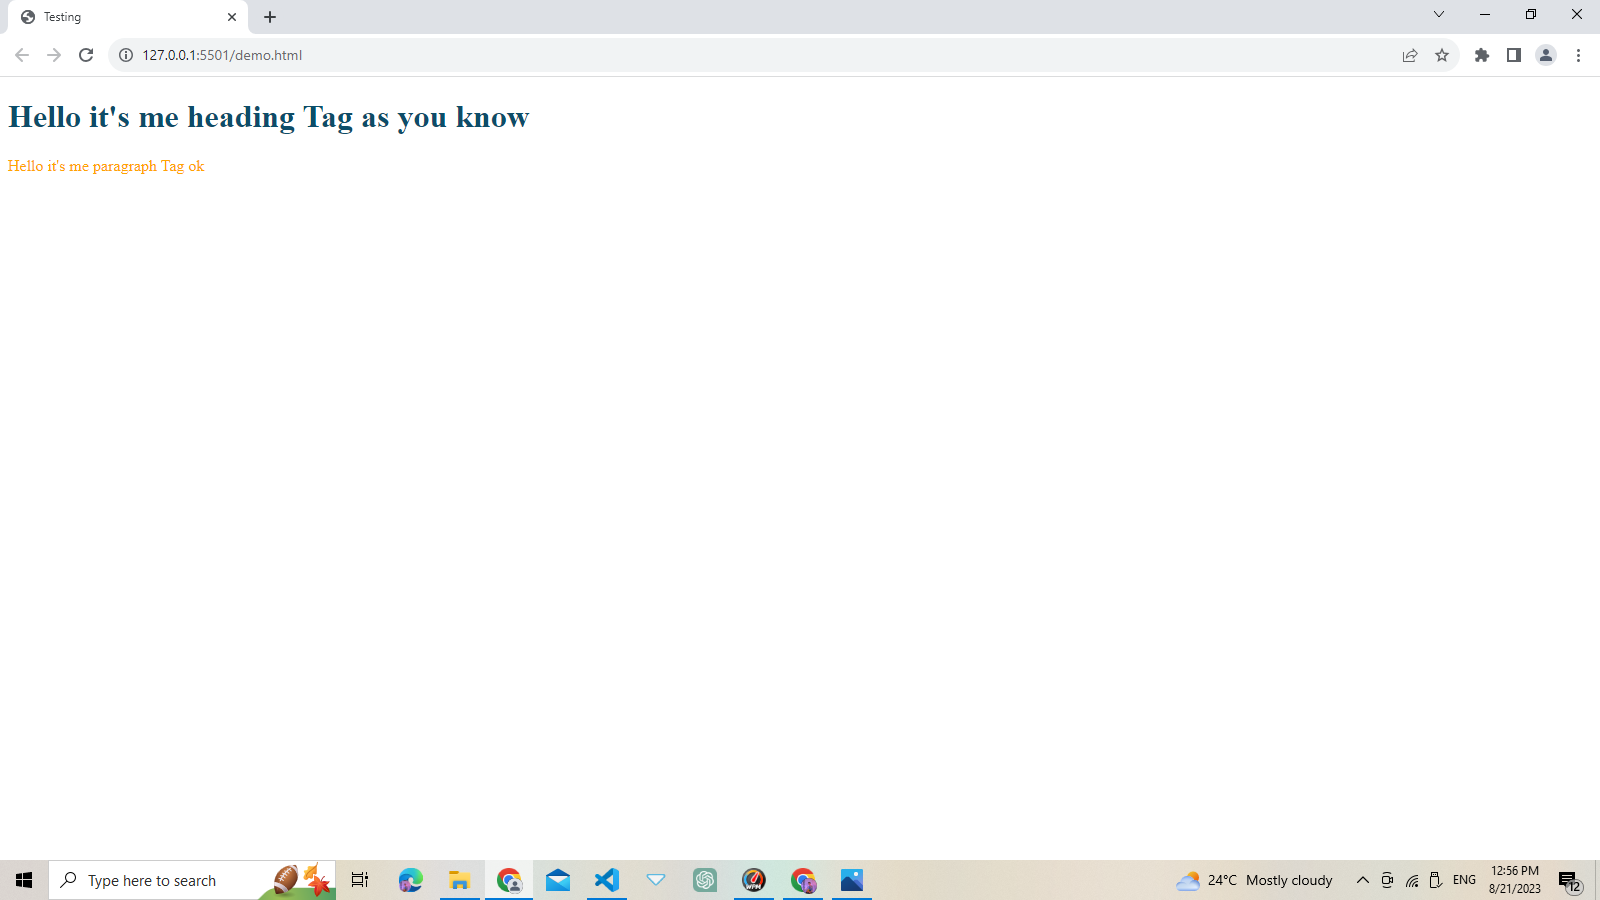 Testing
127.0.0.1:5501/demo.html
Hello it's me heading Tag as you know
Hello it's me paragraph Tag ok
Type here to search
WPM
24°C Mostly cloudy
ENG
12:56 PM
8/21/2023
12